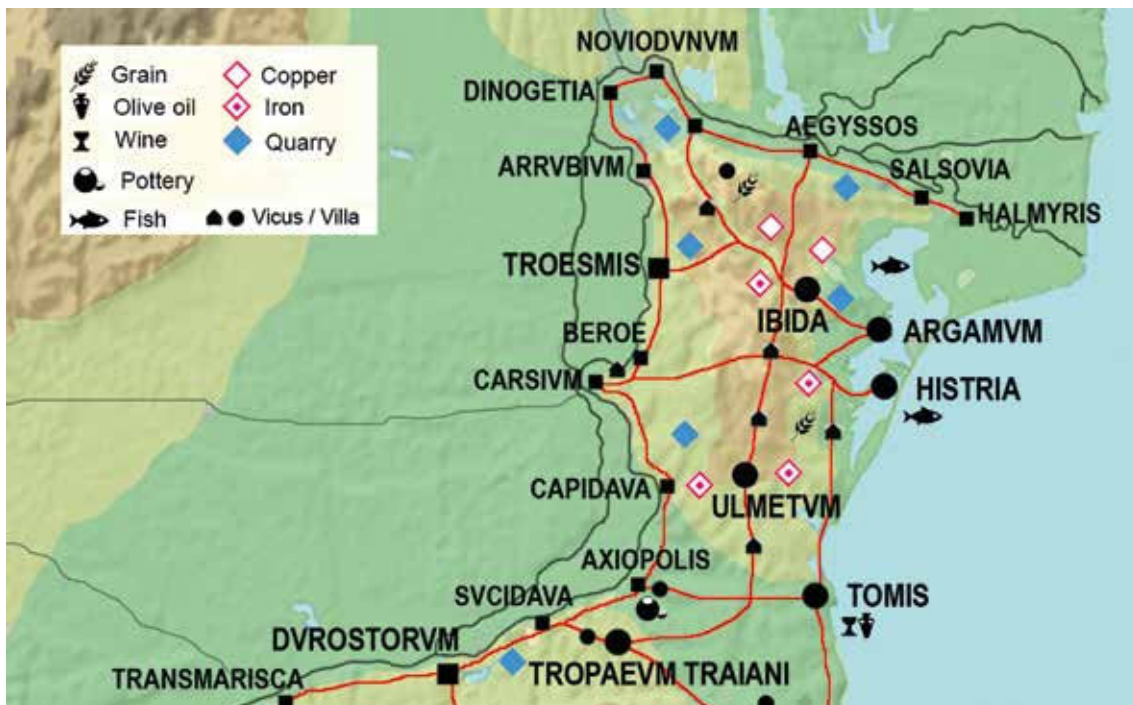 Grain
Copper
Olive oil
Iron
Wine
Quarry
Pottery
Fish
Vicus / Villa
NOVIODVNVM
DINOGETIA
AEGYSSOS
ARRVBIVM
SALSOVIA
HALMYRIS
TROESMIS
IBIDA
ARGAMVM
BEROE
CARSIVM
HISTRIA
CAPIDAVA
ULMETVM
AXIOPOLIS
SVCIDAVA
TOMIS
DVROSTORVM
TROPAEVM TRAIANI
TRANSMARISCA